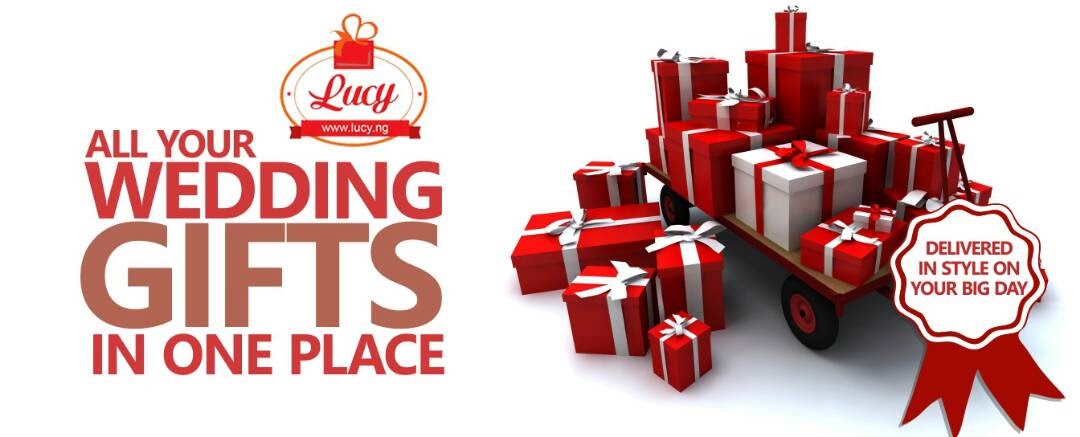 Lucy
www.lucy.ng
ALL YOUR
WEDDING
GIFTS
IN ONE PLACE
DELIVERED
IN STYLE ON
YOUR BIG DAY